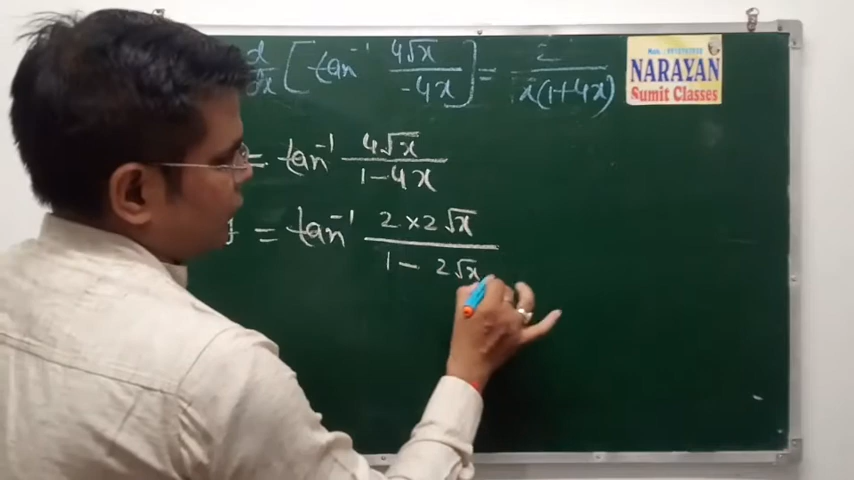 d/dx [tan⁻¹ 4√x / -4x] = 2 / x(1+4x)
NARAYAN
Suming Classes
= tan⁻¹ 4√x / 1-4x
= tan⁻¹ 2×2√x / 1- 2√x